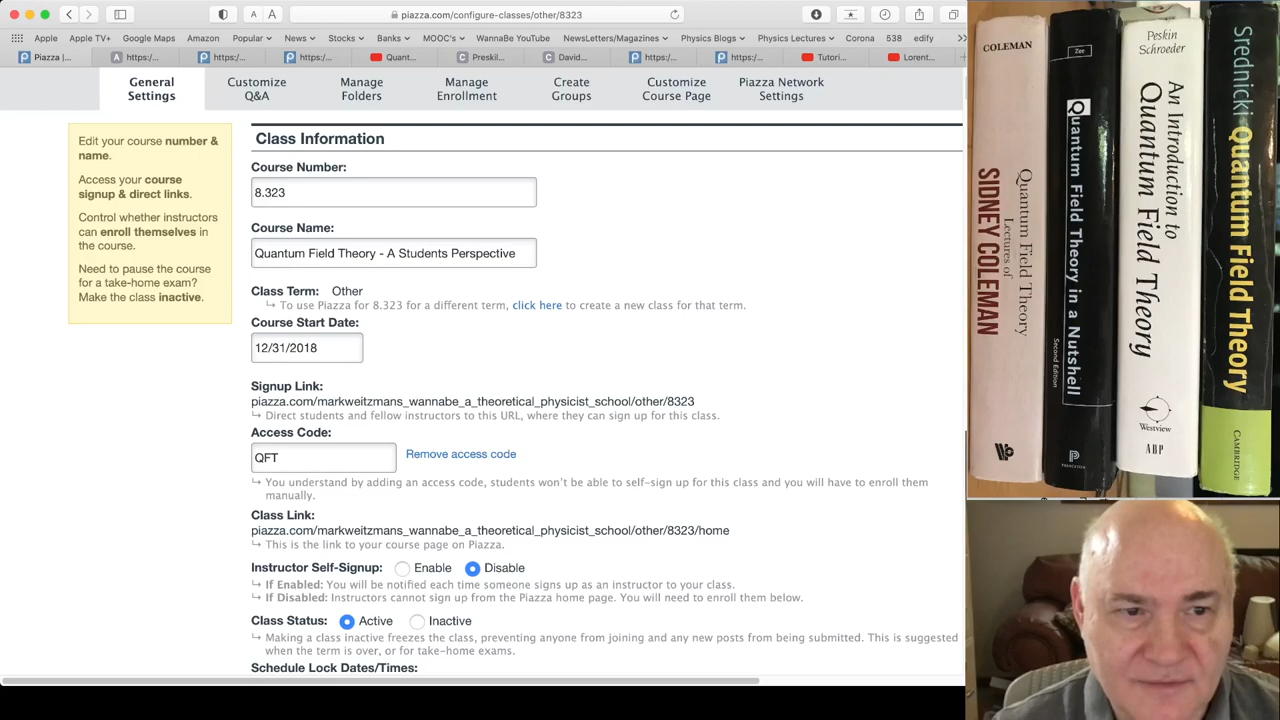 piazza.com/configure-classes/other/8323
A A
Apple Apple TV+ Google Maps Amazon Popular News Stocks Banks MOOC's WannaBe YouTube NewsLetters/Magazines Physics Blogs Physics Lectures Corona 538 edify
Piazza |... https:/... https:/... https:/... Quant... Preskil... David... https:/... https:/... Tutori... Lorent...
General Settings
Customize Q&A
Manage Folders
Manage Enrollment
Create Groups
Customize Course Page
Piazza Network Settings
Edit your course number &
name.
Access your course
signup & direct links.
Control whether instructors
can enroll themselves in
the course.
Need to pause the course
for a take-home exam?
Make the class inactive.
Class Information
Course Number:
8.323
Course Name:
Quantum Field Theory - A Students Perspective
Class Term: Other
To use Piazza for 8.323 for a different term, click here to create a new class for that term.
Course Start Date:
12/31/2018
Signup Link:
piazza.com/markweitzmans_wannabe_a_theoretical_physicist_school/other/8323
Direct students and fellow instructors to this URL, where they can sign up for this class.
Access Code:
QFT Remove access code
You understand by adding an access code, students won't be able to self-sign up for this class and you will have to enroll them
manually.
Class Link:
piazza.com/markweitzmans_wannabe_a_theoretical_physicist_school/other/8323/home
This is the link to your course page on Piazza.
Instructor Self-Signup: Enable Disable
If Enabled: You will be notified each time someone signs up as an instructor to your class.
If Disabled: Instructors cannot sign up from the Piazza home page. You will need to enroll them below.
Class Status: Active Inactive
Making a class inactive freezes the class, preventing anyone from joining and any new posts from being submitted. This is suggested
when the term is over, or for take-home exams.
Schedule Lock Dates/Times:
COLEMAN
Quantum Field Theory
Lectures of
SIDNEY COLEMAN
Zee
Quantum Field Theory in a Nutshell
Second Edition
PRINCETON
Peskin
Schroeder
An Introduction to
Quantum Field Theory
Westview
ABP
Srednicki Quantum Field Theory
CAMBRIDGE